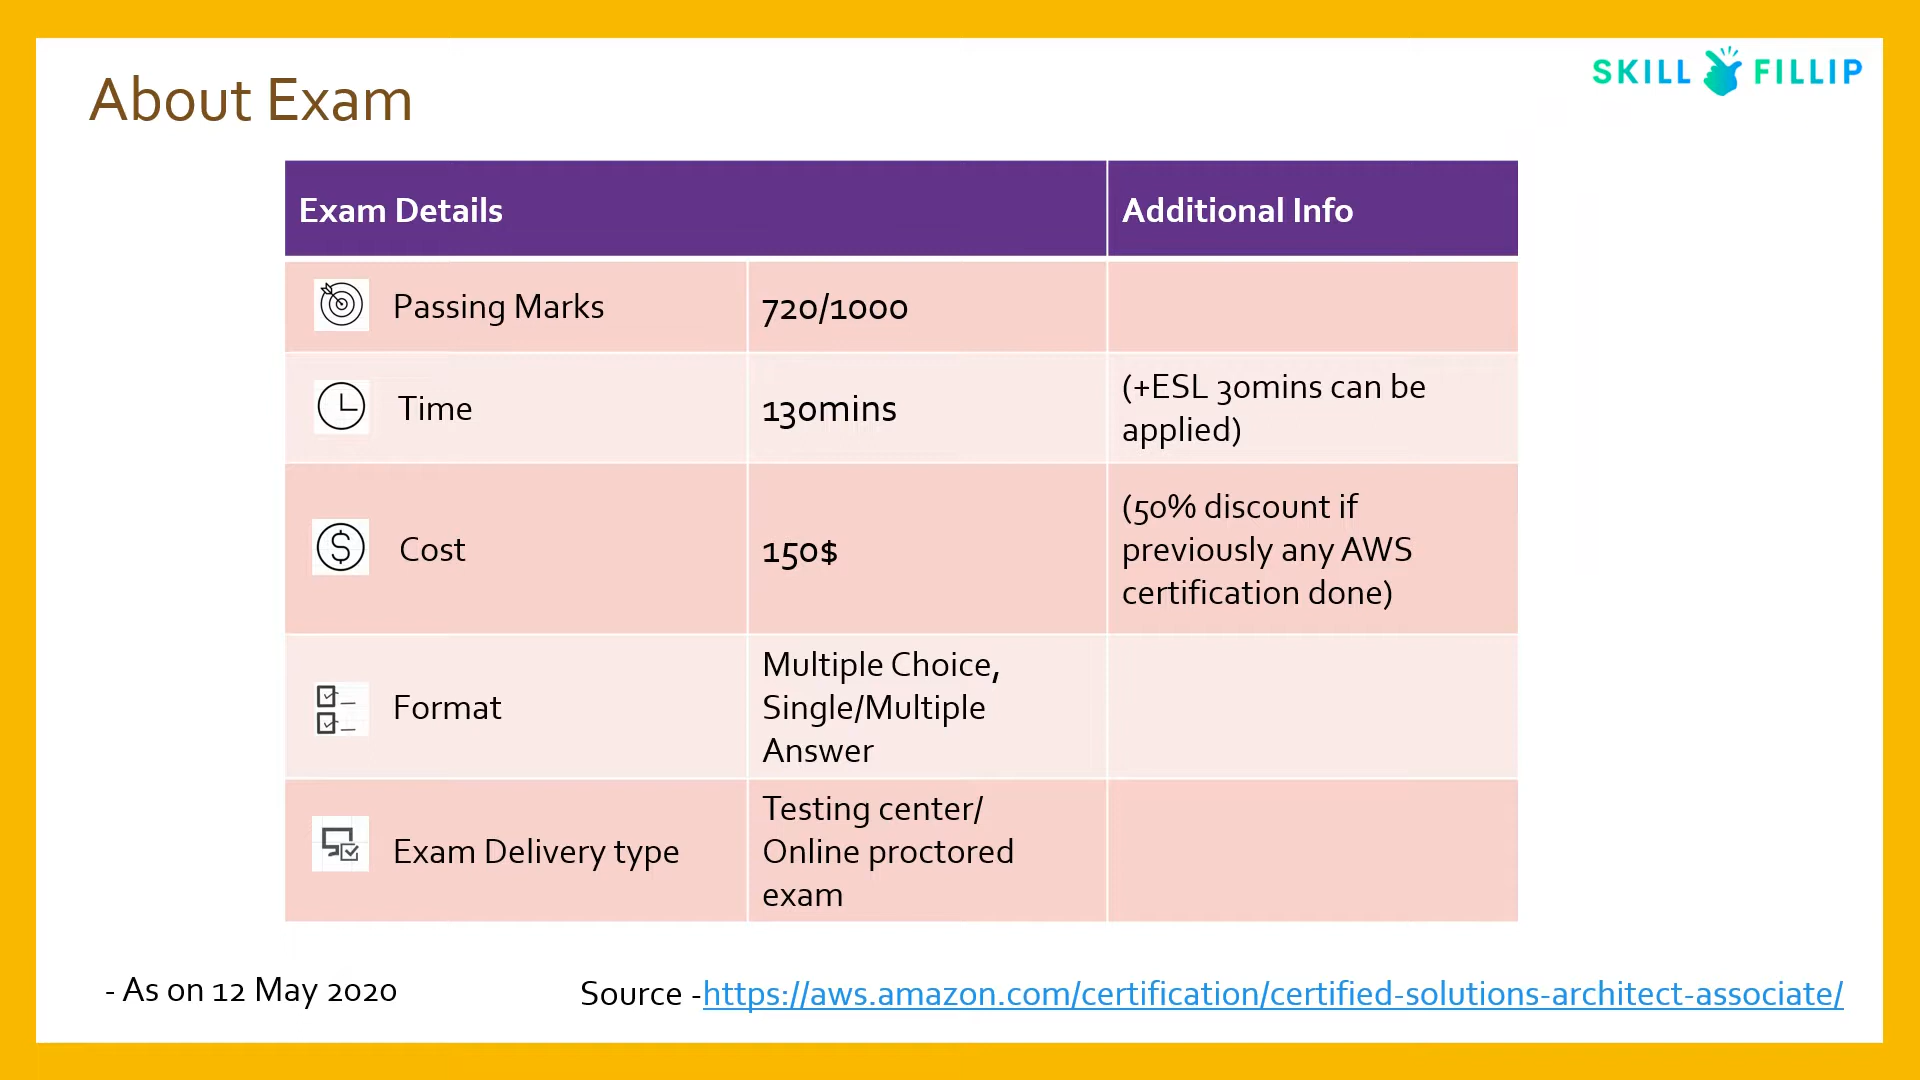 About Exam
SKILL FILLIP
Exam Details
Additional Info
Passing Marks
720/1000
Time
130mins
(+ESL 30mins can be
applied)
Cost
150$
(50% discount if
previously any AWS
certification done)
Format
Multiple Choice,
Single/Multiple
Answer
Exam Delivery type
Testing center/
Online proctored
exam
- As on 12 May 2020
Source -https://aws.amazon.com/certification/certified-solutions-architect-associate/